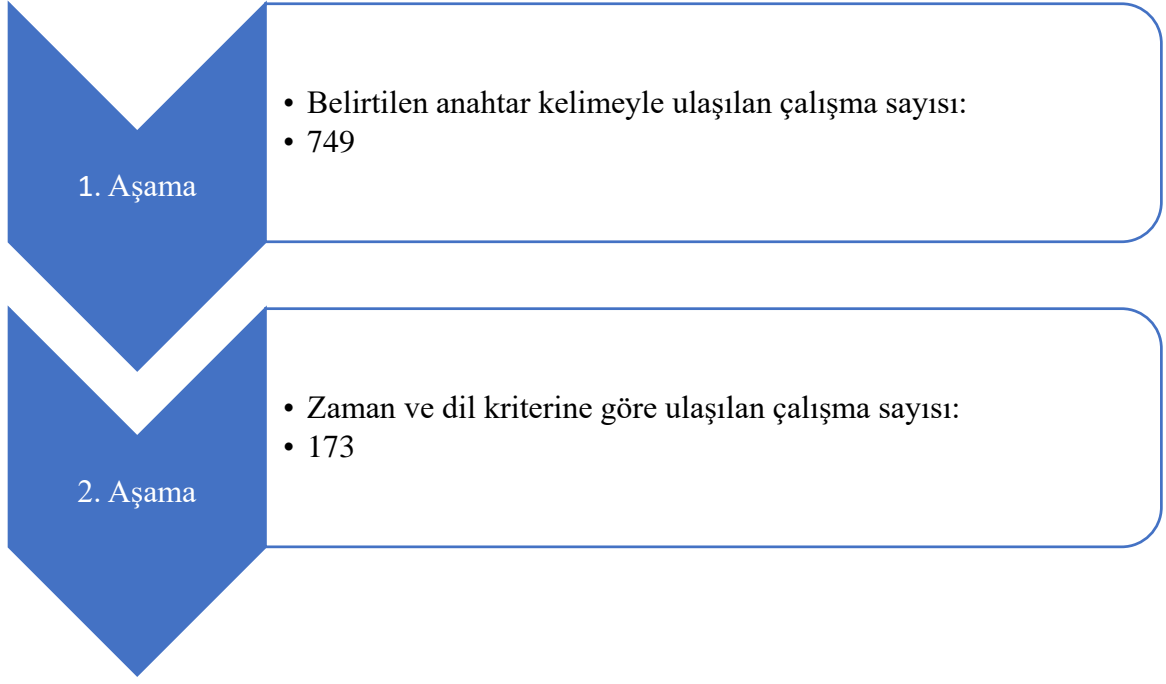 1. Aşama
• Belirtilen anahtar kelimeyle ulaşılan çalışma sayısı:
• 749
2. Aşama
• Zaman ve dil kriterine göre ulaşılan çalışma sayısı:
• 173